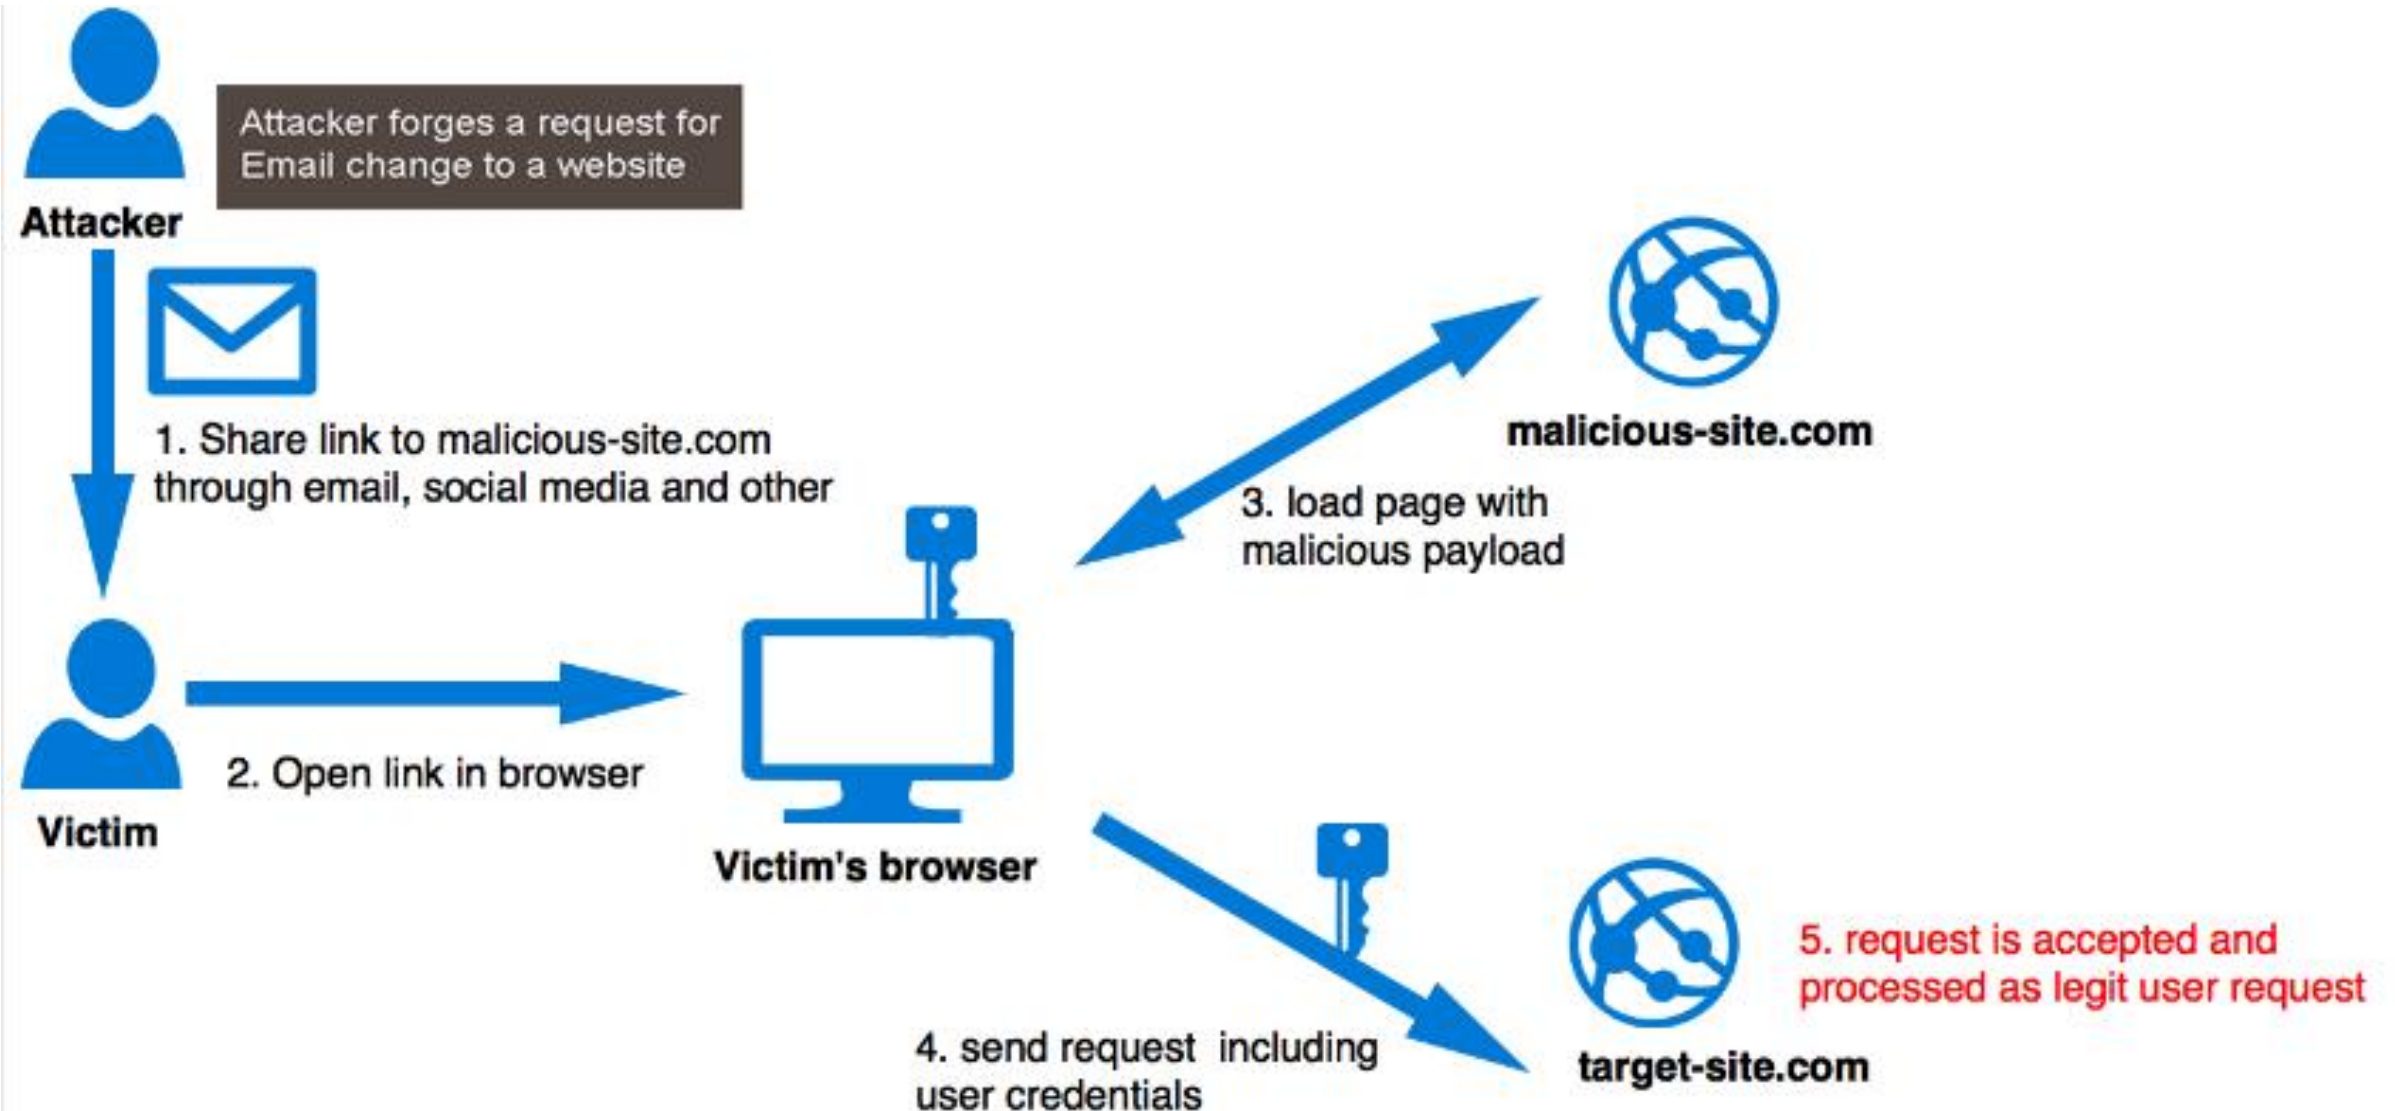 Attacker forges a request for
Email change to a website
Attacker
1. Share link to malicious-site.com
through email, social media and other
malicious-site.com
3. load page with
malicious payload
2. Open link in browser
Victim
Victim's browser
4. send request including
user credentials
target-site.com
5. request is accepted and
processed as legit user request